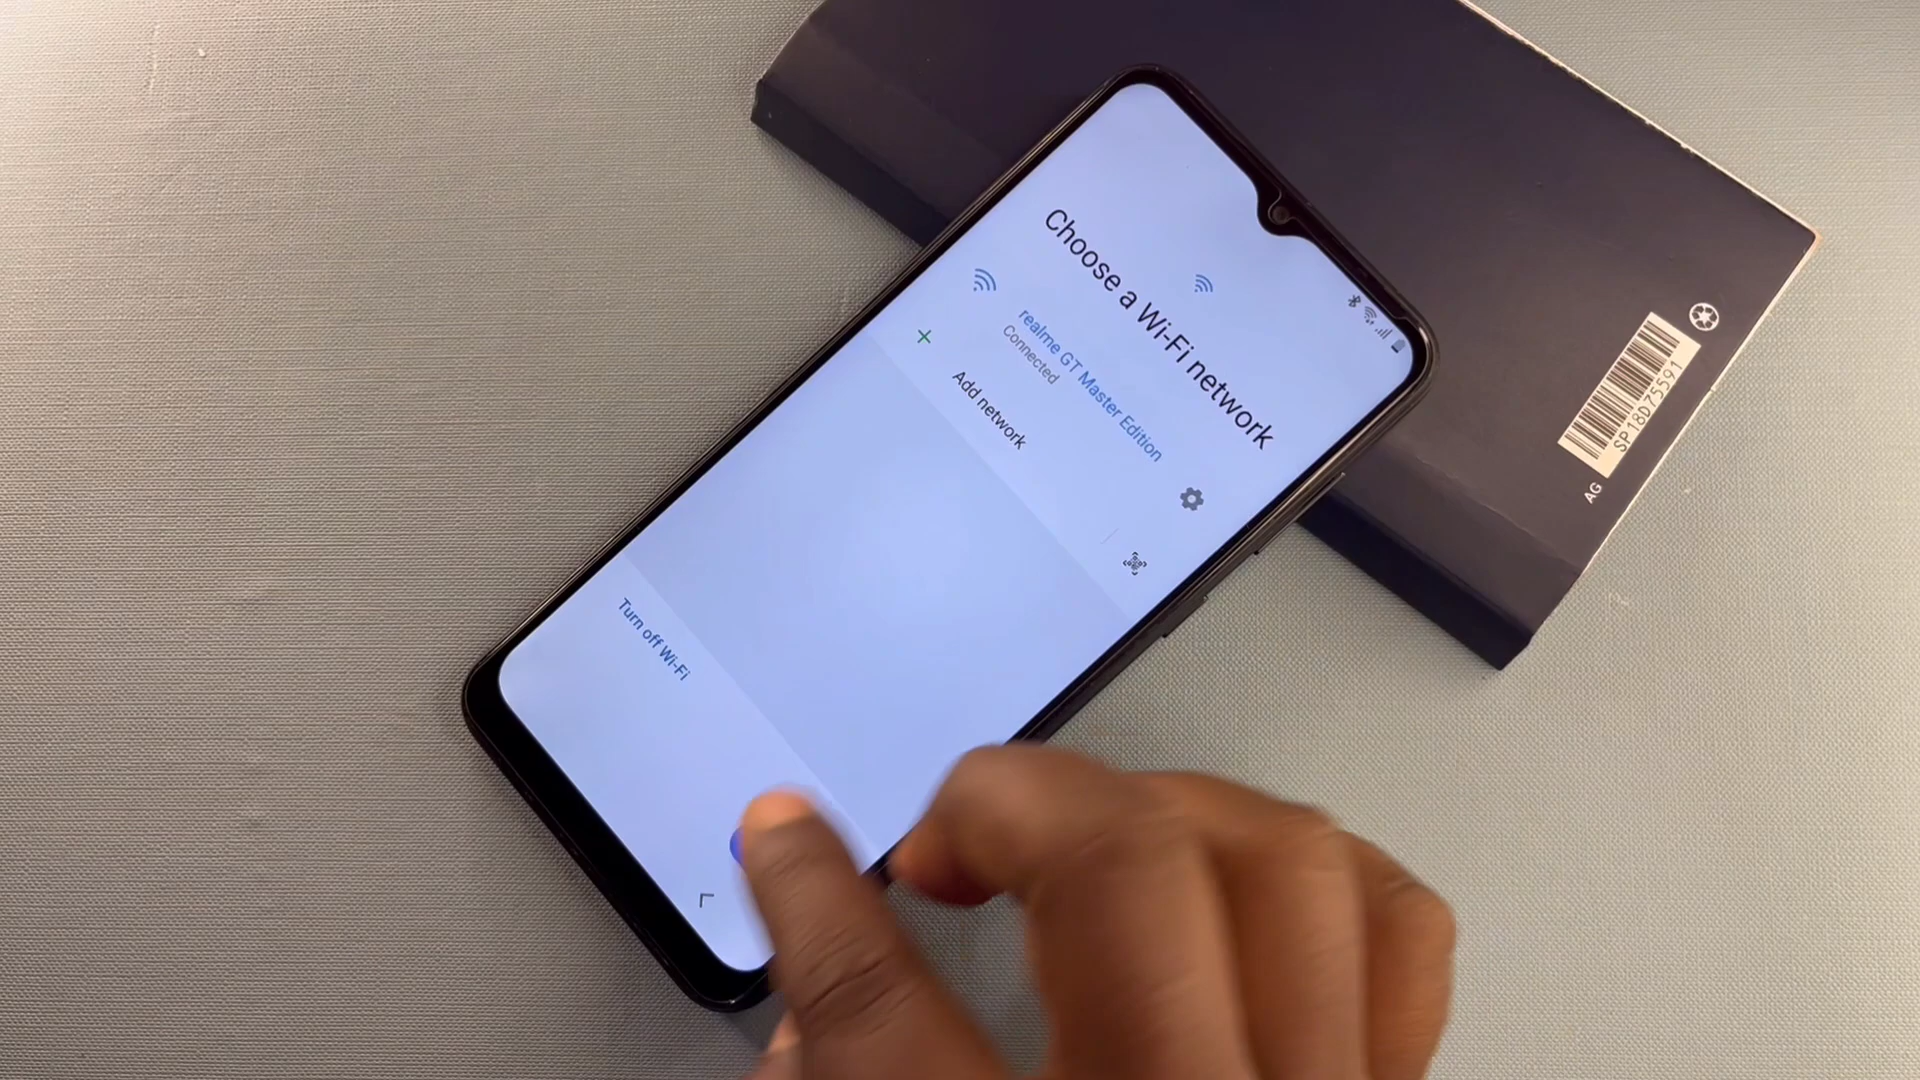 Choose a Wi-Fi network
realme GT Master Edition
Connected
Add network
Turn off Wi-Fi
SP18D75591
AG